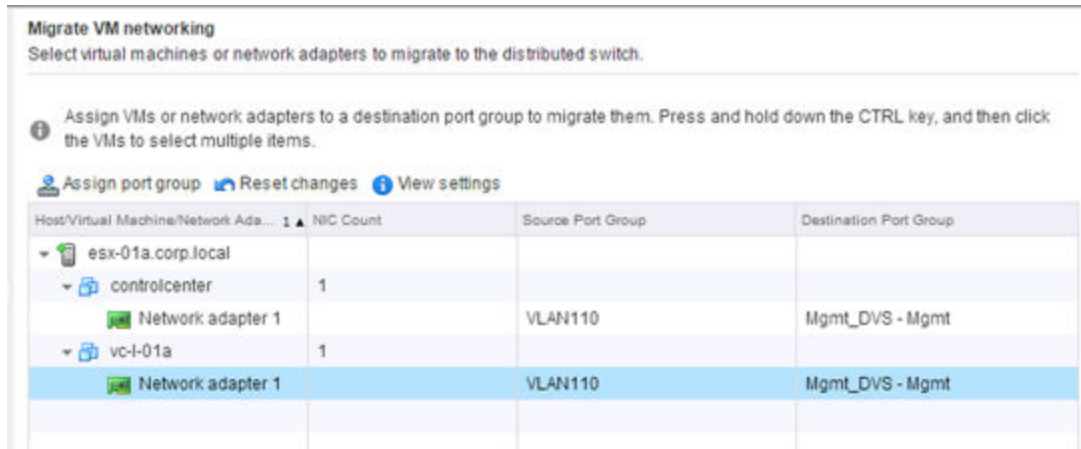 Migrate VM networking
Select virtual machines or network adapters to migrate to the distributed switch.
Assign VMs or network adapters to a destination port group to migrate them. Press and hold down the CTRL key, and then click
the VMs to select multiple items.
Assign port group Reset changes View settings
Host/Virtual Machine/Network Ada... 1 ▲ NIC Count Source Port Group Destination Port Group
esx-01a.corp.local
controlcenter 1
Network adapter 1 VLAN110 Mgmt_DVS - Mgmt
vc-l-01a 1
Network adapter 1 VLAN110 Mgmt_DVS - Mgmt